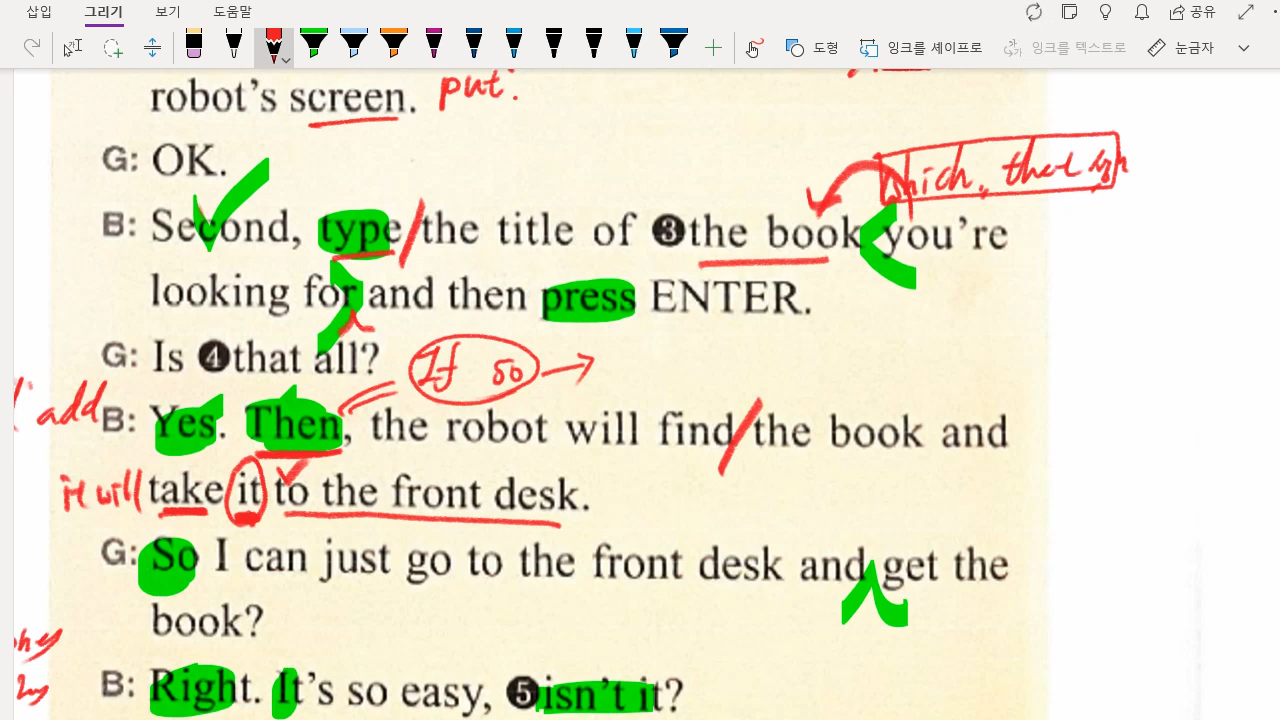 삽입 그리기 보기 도움말 공유
도형 잉크를 셰이프로 잉크를 텍스트로 눈금자
robot's screen. put.
G: OK.
which, that
B: Second, type/the title of ❸the book you're
looking for and then press ENTER.
G: Is ❹that all? If so →
add
B: Yes. Then, the robot will find/the book and
it will take it to the front desk.
G: So I can just go to the front desk and get the
book?
B: Right. It's so easy, ❺isn't it?